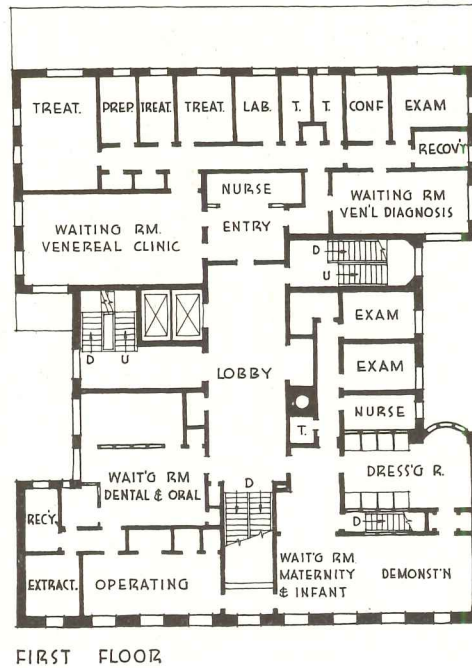 TREAT.
PREP.
TREAT.
TREAT.
LAB.
T.
T.
CONF
EXAM
RECOV'Y
NURSE
WAITING RM
VEN'L DIAGNOSIS
WAITING RM.
VENEREAL CLINIC
ENTRY
D
U
EXAM
D U
LOBBY
EXAM
NURSE
T.
WAIT'G RM
DENTAL & ORAL
D
DRESS'G R.
REC'Y.
D
EXTRACT.
OPERATING
WAIT'G RM
MATERNITY
& INFANT
DEMONST'N
FIRST FLOOR